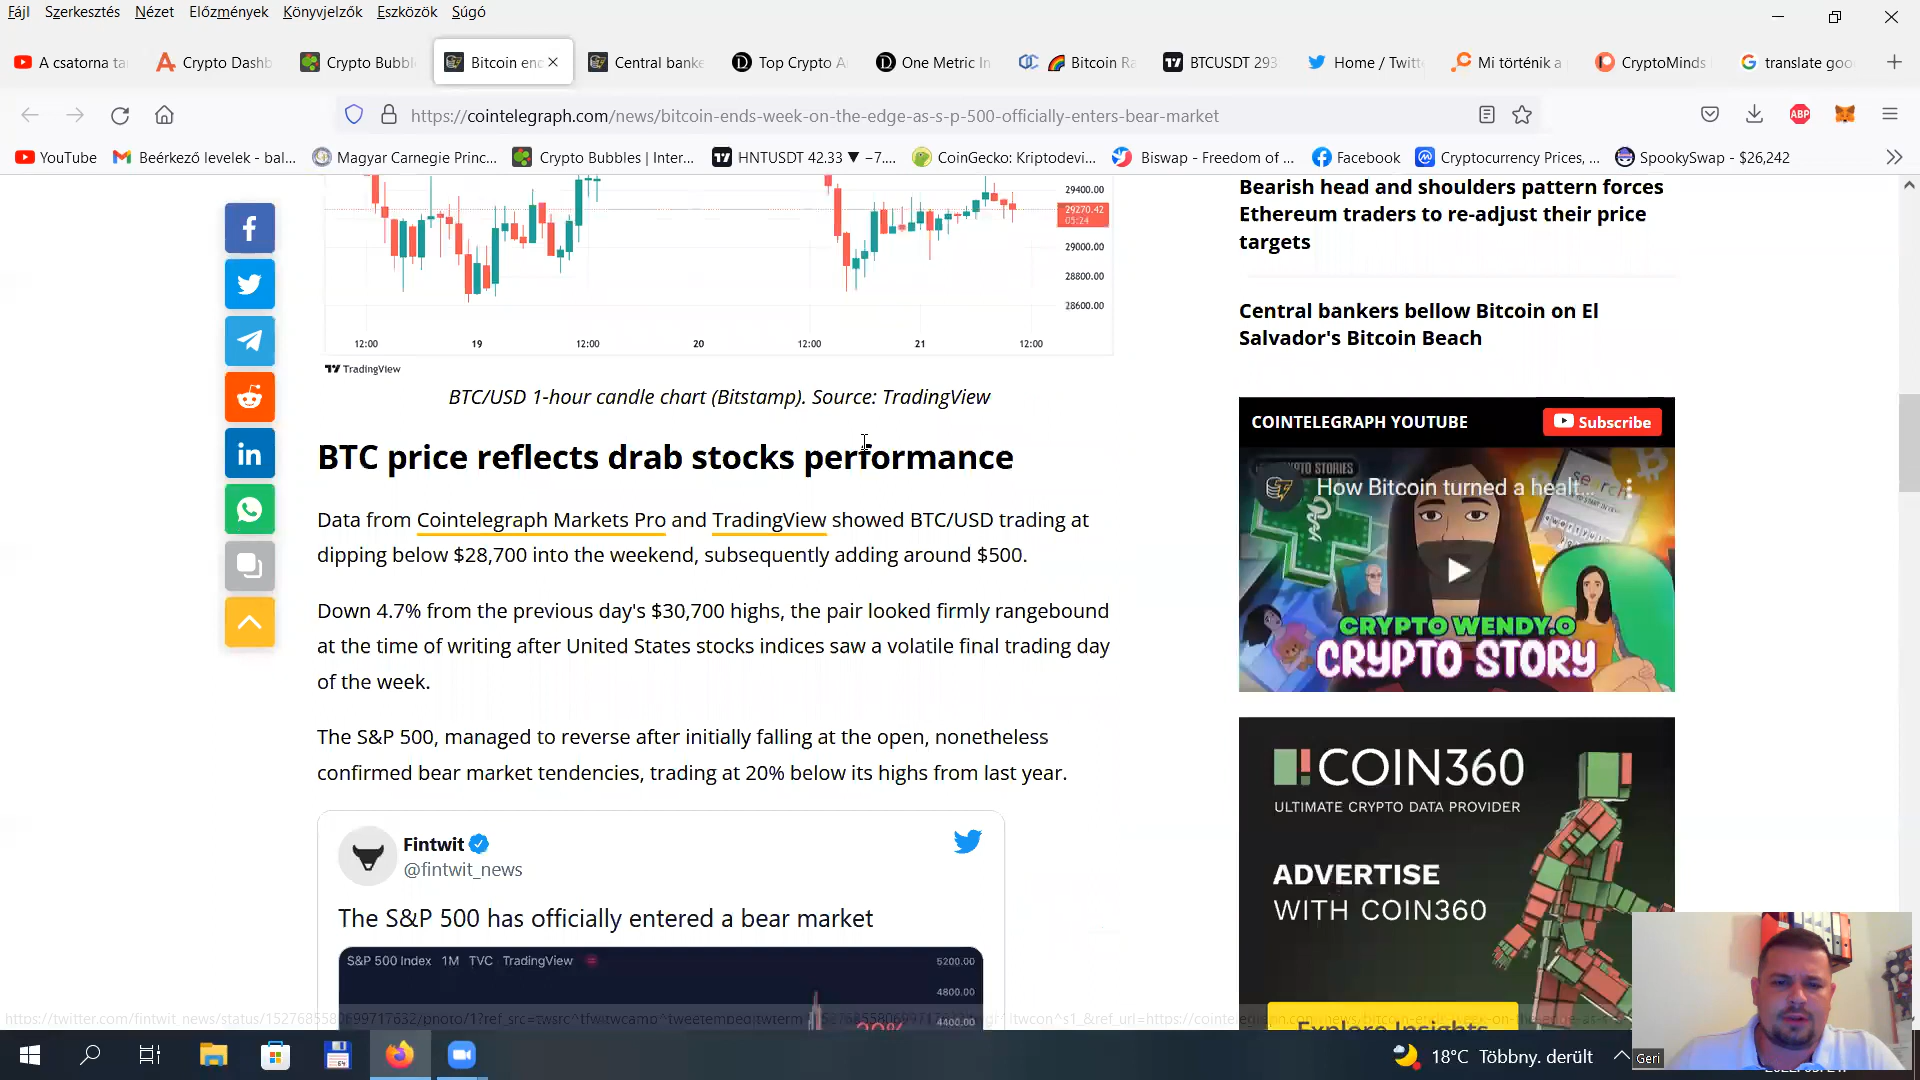 Fájl Szerkesztés Nézet Előzmények Könyvjelzők Eszközök Súgó
A csatorna
Crypto Dashb
Crypto Bubbl
Bitcoin en
Central bank
Top Crypto A
One Metric In
Bitcoin Ra
BTCUSDT 293
Home / Twitt
Mi történik a
CryptoMinds
translate goo
https://cointelegraph.com/news/bitcoin-ends-week-on-the-edge-as-s-p-500-officially-enters-bear-market
ABP
YouTube
Beérkező levelek - bal...
Magyar Carnegie Princ...
Crypto Bubbles | Inter...
HNTUSDT 42.33 ▼ −7....
CoinGecko: Kriptodevi...
Biswap - Freedom of ...
Facebook
Cryptocurrency Prices, ...
SpookySwap - $26,242
29400.00
29270.42
05:24
29000.00
28800.00
28600.00
12:00 19 12:00 20 12:00 21 12:00
TradingView
BTC/USD 1-hour candle chart (Bitstamp). Source: TradingView
BTC price reflects drab stocks performance
Data from Cointelegraph Markets Pro and TradingView showed BTC/USD trading at
dipping below $28,700 into the weekend, subsequently adding around $500.
Down 4.7% from the previous day's $30,700 highs, the pair looked firmly rangebound
at the time of writing after United States stocks indices saw a volatile final trading day
of the week.
The S&P 500, managed to reverse after initially falling at the open, nonetheless
confirmed bear market tendencies, trading at 20% below its highs from last year.
Fintwit
@fintwit_news
The S&P 500 has officially entered a bear market
S&P 500 Index 1M TVC TradingView
5200.00
4800.00
4400.00
20%
Bearish head and shoulders pattern forces
Ethereum traders to re-adjust their price
targets
Central bankers bellow Bitcoin on El
Salvador's Bitcoin Beach
COINTELEGRAPH YOUTUBE
Subscribe
CRYPTO STORIES
How Bitcoin turned a healt...
Search
CRYPTO WENDY.O
CRYPTO STORY
COIN360
ULTIMATE CRYPTO DATA PROVIDER
ADVERTISE
WITH COIN360
Explore Insights
18°C Többny. derült
Geri